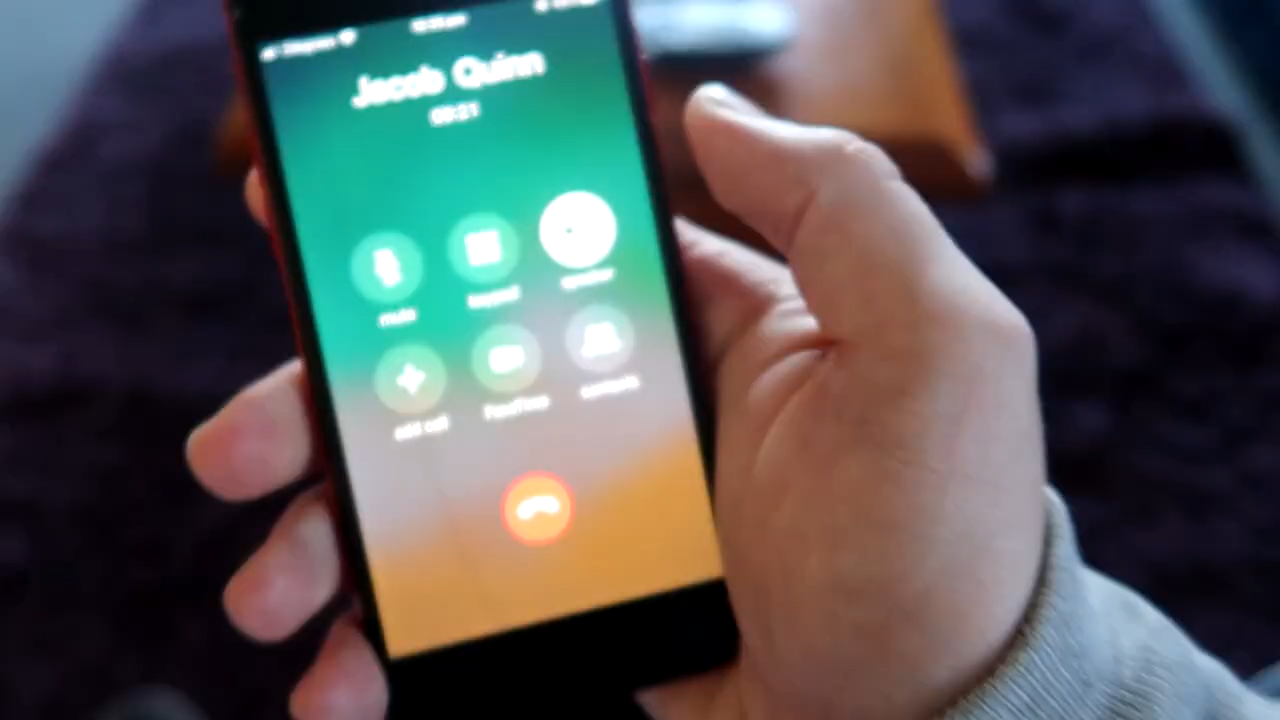 Jacob Quinn
00:21
mute
keypad
speaker
add call
FaceTime
contacts